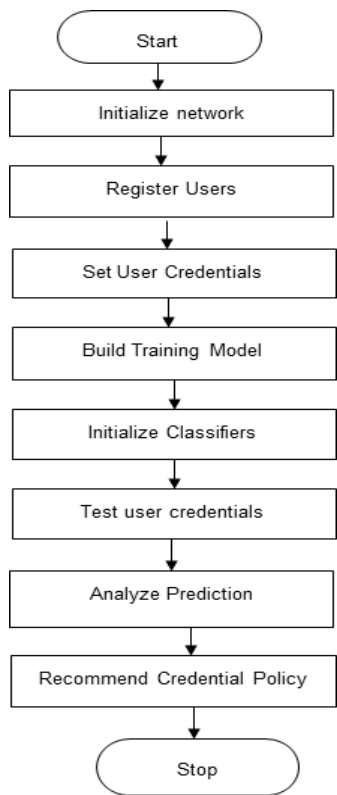 Start
Initialize network
Register Users
Set User Credentials
Build Training Model
Initialize Classifiers
Test user credentials
Analyze Prediction
Recommend Credential Policy
Stop